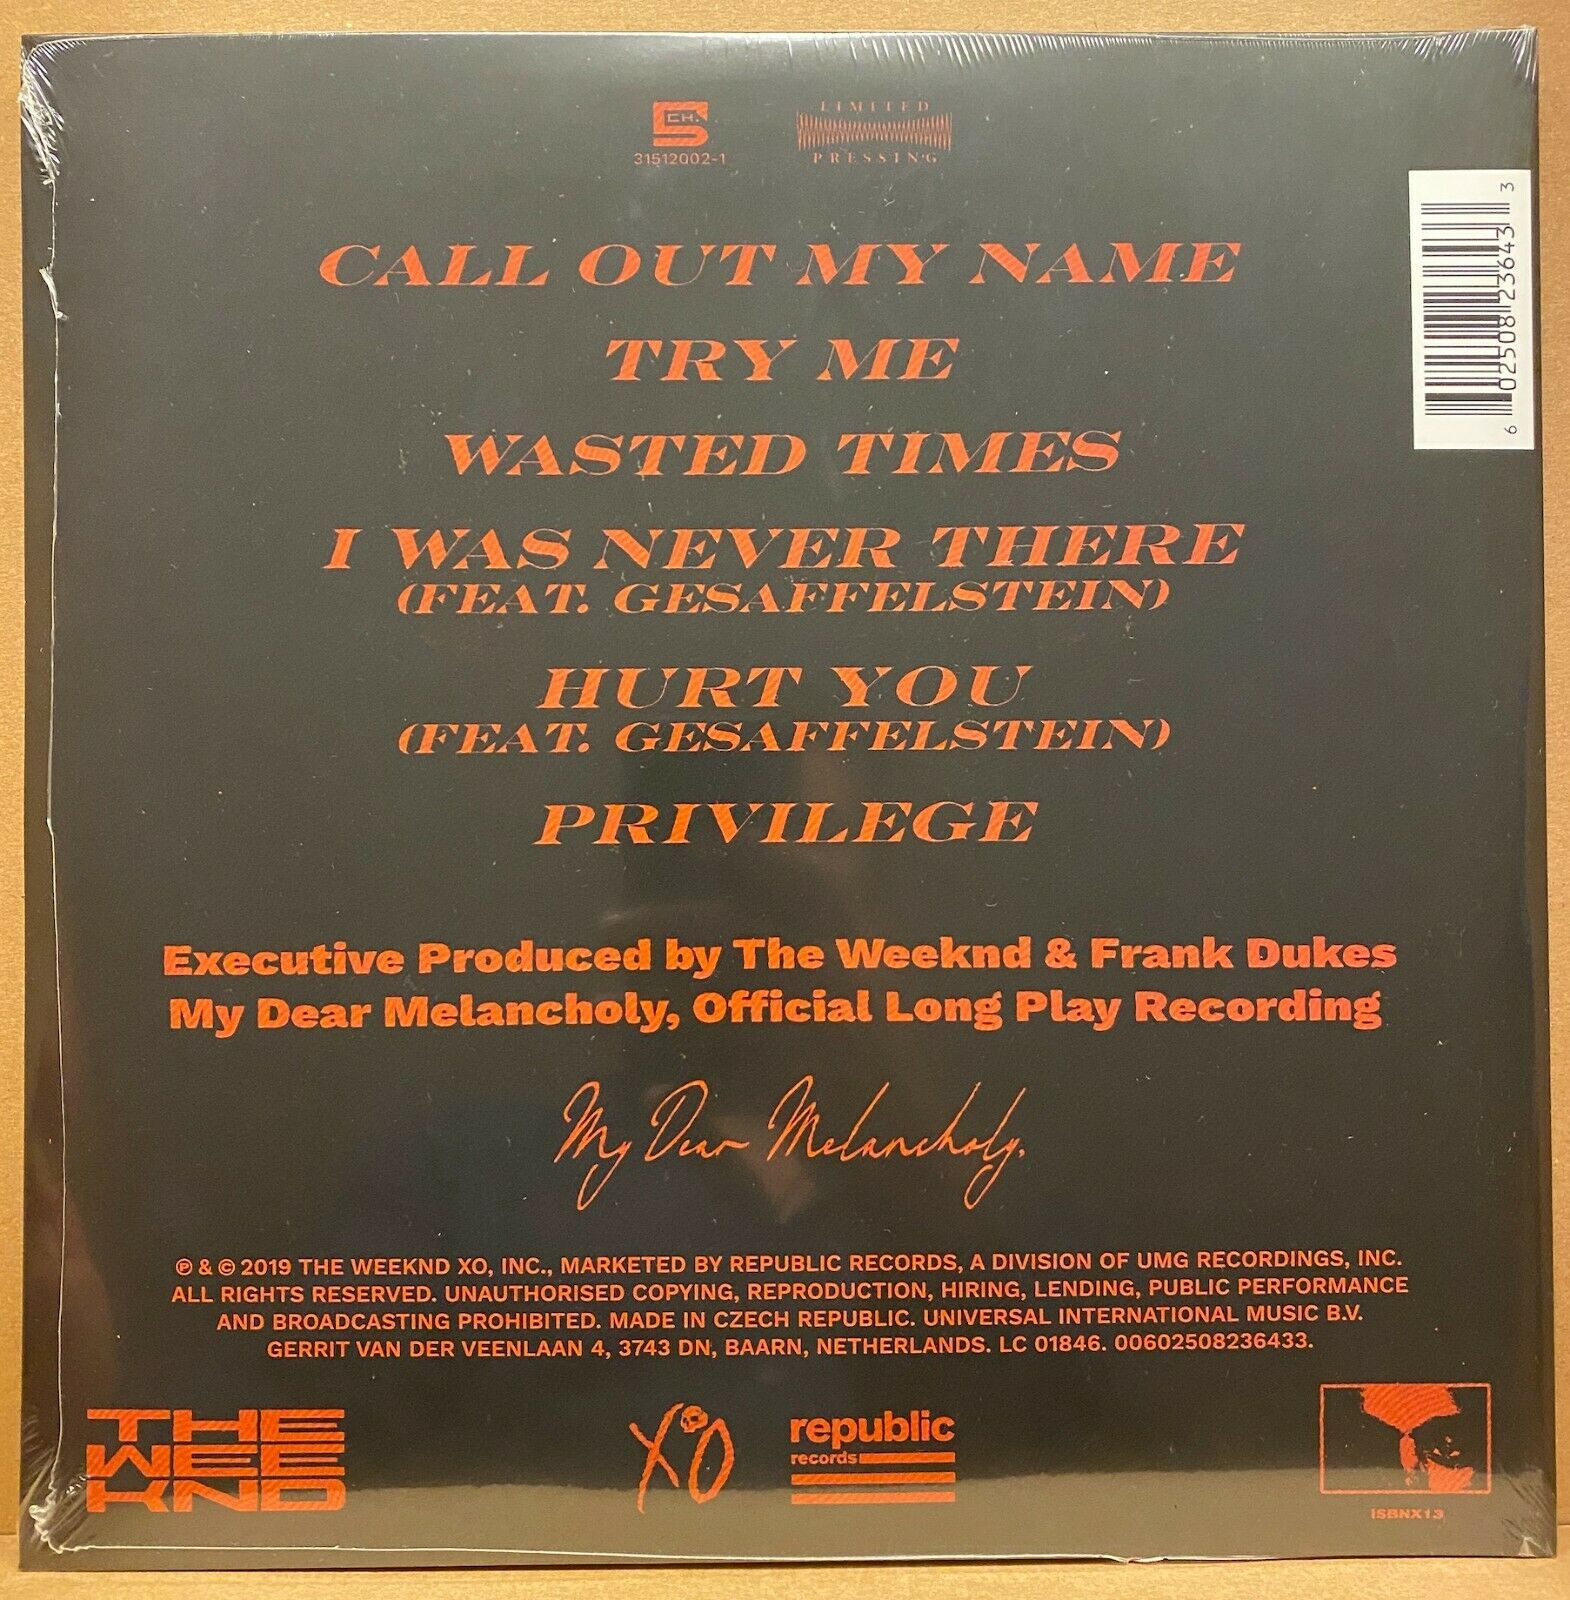 5 CH.
31512002-1
LIMITED
PRESSING
CALL OUT MY NAME
TRY ME
WASTED TIMES
I WAS NEVER THERE
(FEAT. GESAFFELSTEIN)
HURT YOU
(FEAT. GESAFFELSTEIN)
PRIVILEGE
6 02508 23643 3
Executive Produced by The Weeknd & Frank Dukes
My Dear Melancholy, Official Long Play Recording
My Dear Melancholy,
℗ & © 2019 THE WEEKND XO, INC., MARKETED BY REPUBLIC RECORDS, A DIVISION OF UMG RECORDINGS, INC.
ALL RIGHTS RESERVED. UNAUTHORISED COPYING, REPRODUCTION, HIRING, LENDING, PUBLIC PERFORMANCE
AND BROADCASTING PROHIBITED. MADE IN CZECH REPUBLIC. UNIVERSAL INTERNATIONAL MUSIC B.V.
GERRIT VAN DER VEENLAAN 4, 3743 DN, BAARN, NETHERLANDS. LC 01846. 00602508236433.
THE
WEE
KND
XO
republic
records
iSBNX13